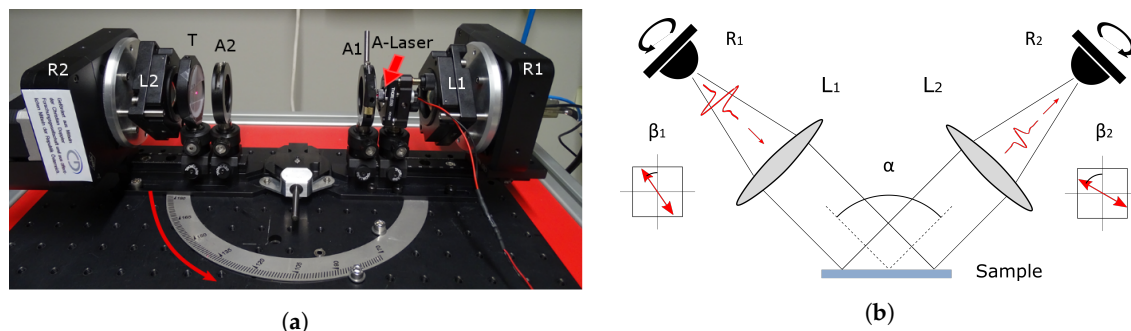 R2
L2
T
A2
A1
A-Laser
L1
R1
(a)
R₁
R₂
L₁
L₂
β₁
β₂
α
Sample
(b)